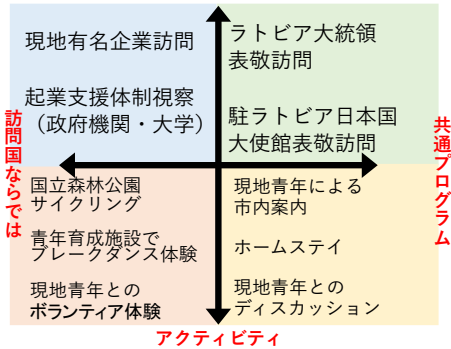 現地有名企業訪問
起業支援体制視察
（政府機関・大学）
ラトビア大統領
表敬訪問
駐ラトビア日本国
大使館表敬訪問
訪問国ならでは
共通プログラム
国立森林公園
サイクリング
青年育成施設で
ブレークダンス体験
現地青年との
ボランティア体験
現地青年による
市内案内
ホームステイ
現地青年との
ディスカッション
アクティビティ